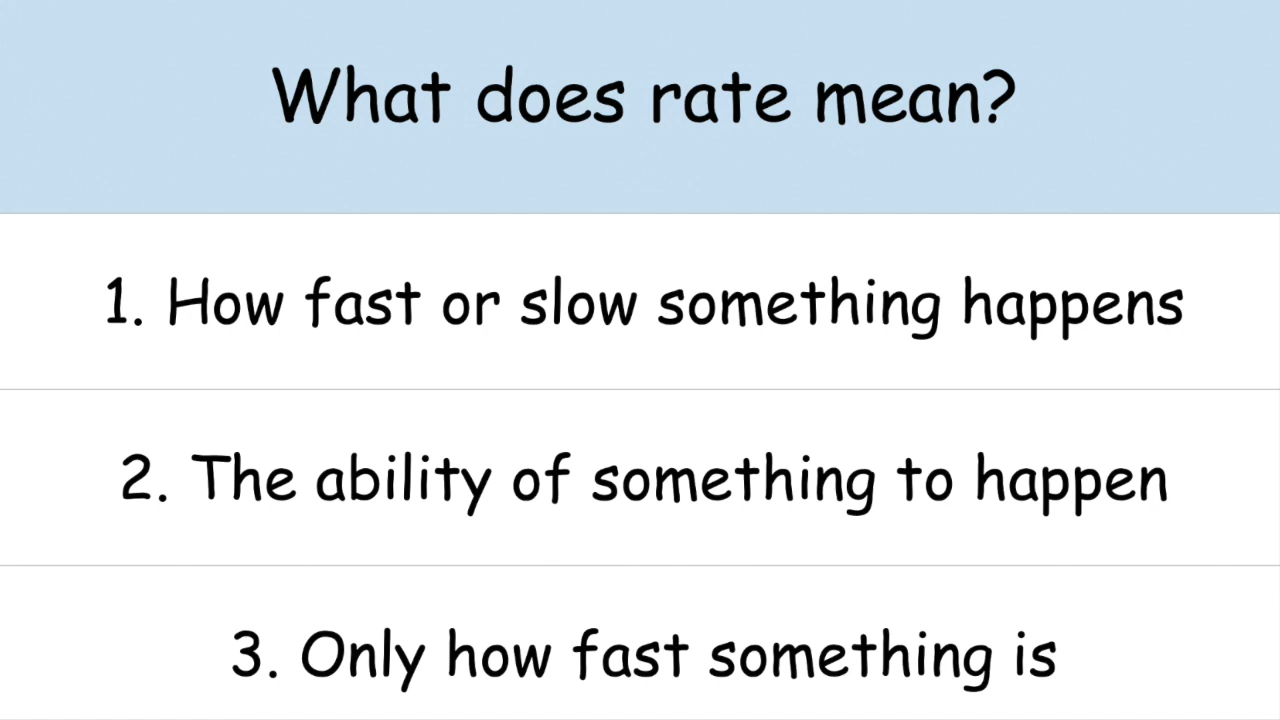 What does rate mean?
1. How fast or slow something happens
2. The ability of something to happen
3. Only how fast something is